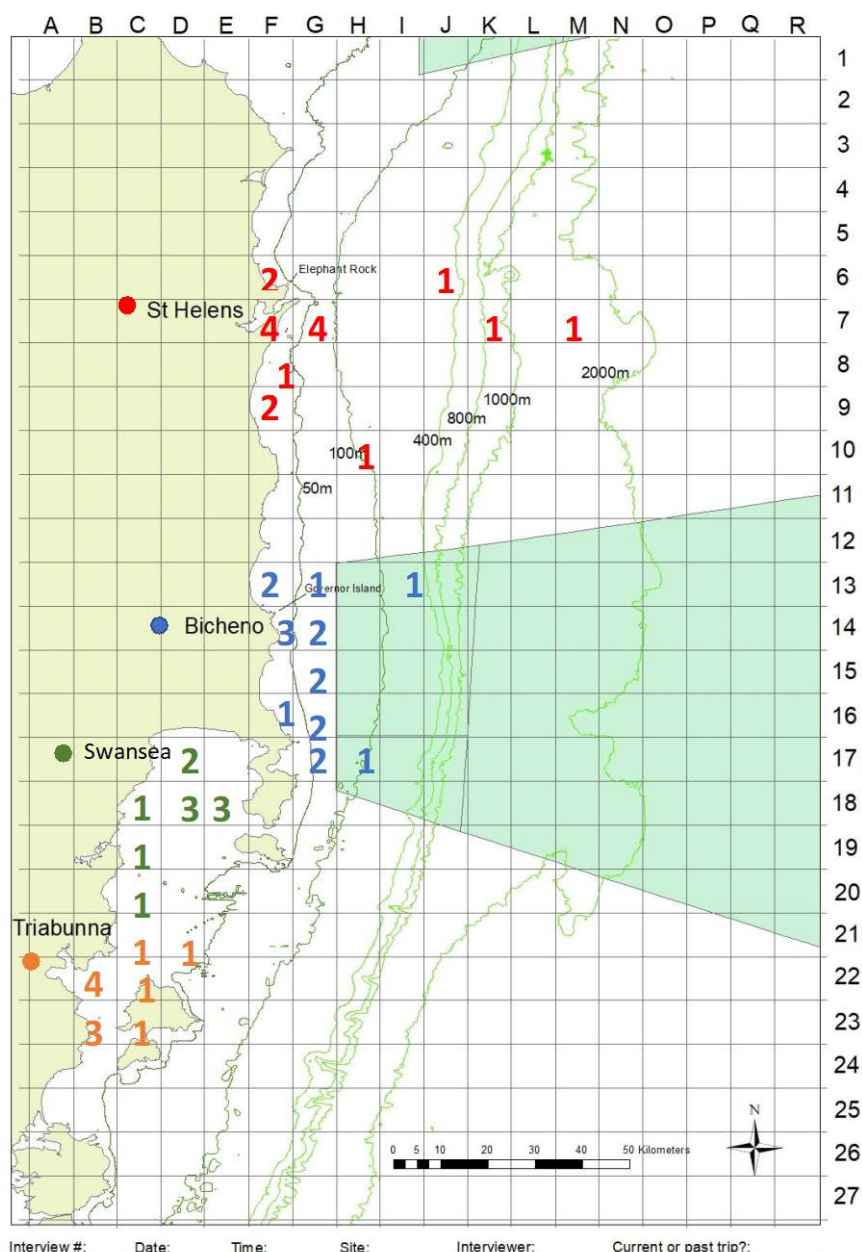 A B C D E F G H I J K L M N O P Q R
1
2
3
4
5
Elephant Rock
2 1 6
St Helens
4 4 1 1 7
1 2000m 8
2 1000m 9
800m
400m
100m 1 10
50m
11
12
2 1 1 13
Governor Island
Bicheno 3 2 14
2 15
1 2 16
Swansea 2 2 1 17
1 3 3 18
1 19
1 20
Triabunna 21
1 1
4 1 22
3 1 23
24
25
N
0 5 10 20 30 40 50 Kilometers
26
27
Interview #: Date: Time: Site: Interviewer: Current or past trip?: